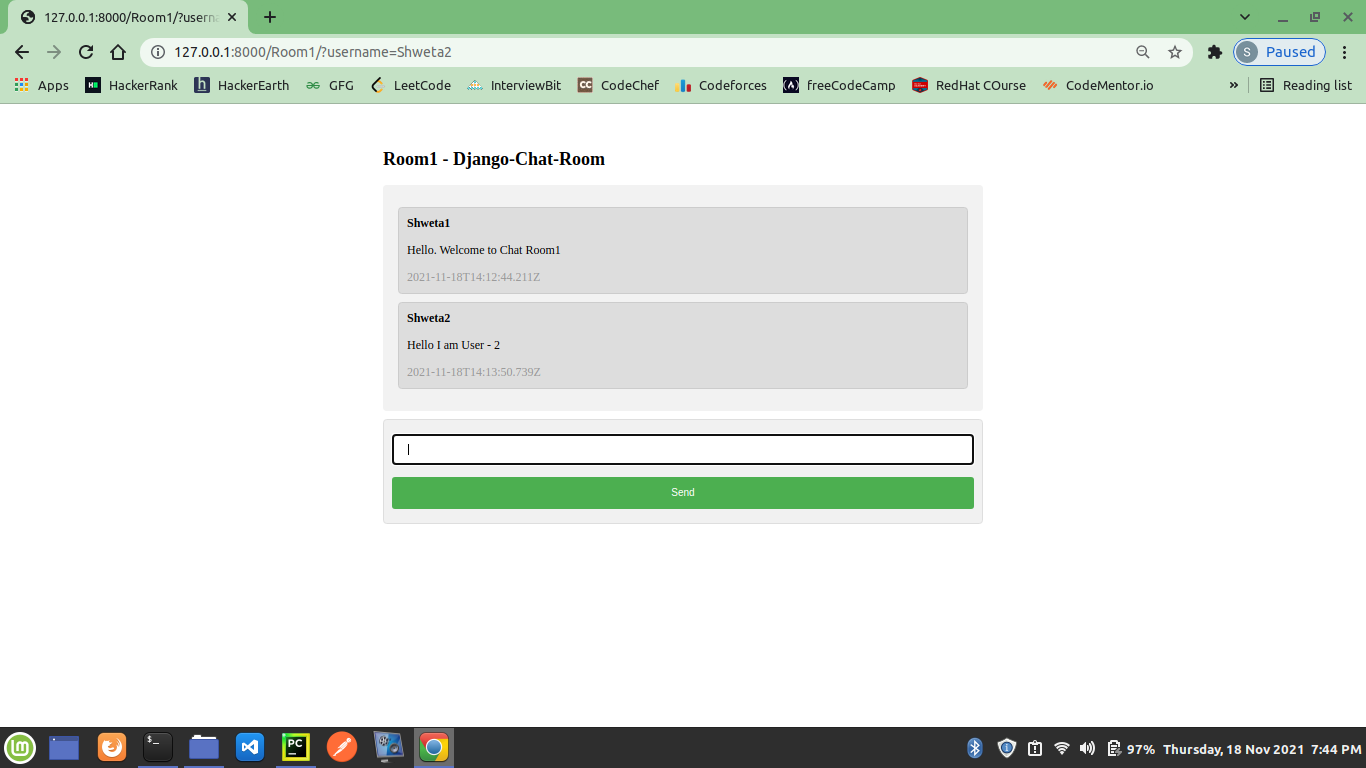 127.0.0.1:8000/Room1/?usern
127.0.0.1:8000/Room1/?username=Shweta2
S Paused
Apps HackerRank HackerEarth GFG LeetCode InterviewBit CodeChef Codeforces freeCodeCamp RedHat COurse CodeMentor.io » Reading list
Room1 - Django-Chat-Room
Shweta1
Hello. Welcome to Chat Room1
2021-11-18T14:12:44.211Z
Shweta2
Hello I am User - 2
2021-11-18T14:13:50.739Z
Send
97% Thursday, 18 Nov 2021 7:44 PM